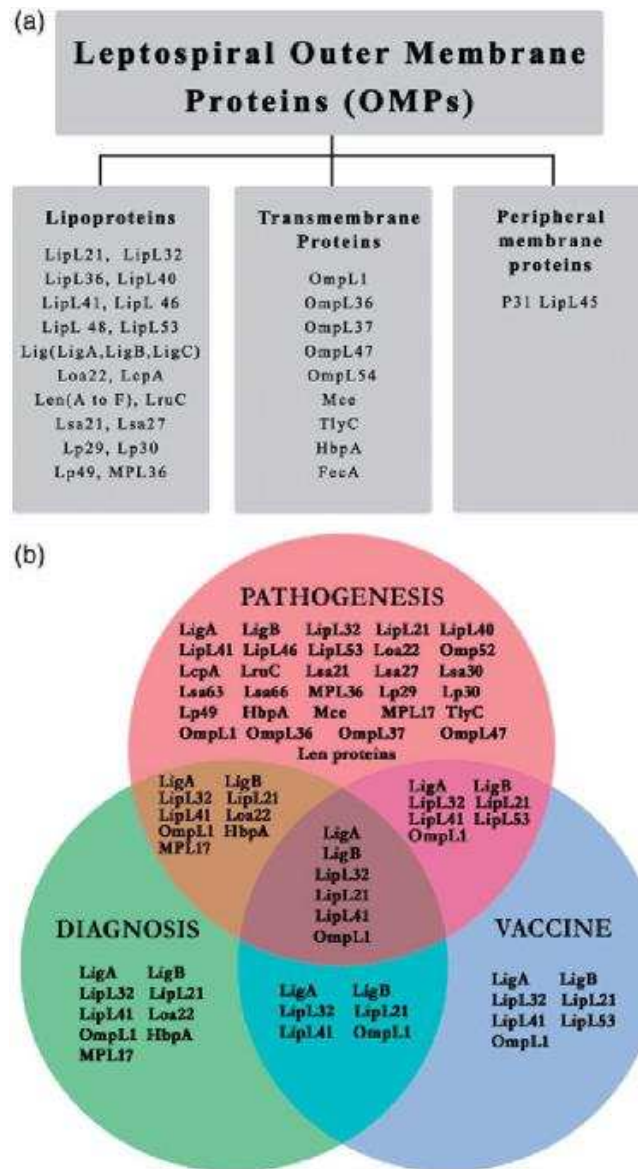 (a)
Leptospiral Outer Membrane
Proteins (OMPs)
Lipoproteins
LipL21, LipL32
LipL36, LipL40
LipL41, LipL 46
LipL 48, LipL53
Lig(LigA,LigB,LigC)
Loa22, LcpA
Len(A to F), LruC
Lsa21, Lsa27
Lp29, Lp30
Lp49, MPL36
Transmembrane
Proteins
OmpL1
OmpL36
OmpL37
OmpL47
OmpL54
Mce
TlyC
HbpA
FecA
Peripheral
membrane
proteins
P31 LipL45
(b)
PATHOGENESIS
LigA LigB LipL32 LipL21 LipL40
LipL41 LipL46 LipL53 Loa22 Omp52
LcpA LruC Lsa21 Lsa27 Lsa30
Lsa63 Lsa66 MPL36 Lp29 Lp30
Lp49 HbpA Mce MPL17 TlyC
OmpL1 OmpL36 OmpL37 OmpL47
Len proteins
LigA LigB
LipL32 LipL21
LipL41 Loa22
OmpL1 HbpA
MPL17
LigA LigB
LipL32 LipL21
LipL41 LipL53
OmpL1
LigA
LigB
LipL32
LipL21
LipL41
OmpL1
DIAGNOSIS
LigA LigB
LipL32 LipL21
LipL41 Loa22
OmpL1 HbpA
MPL17
LigA LigB
LipL32 LipL21
LipL41 OmpL1
VACCINE
LigA LigB
LipL32 LipL21
LipL41 LipL53
OmpL1